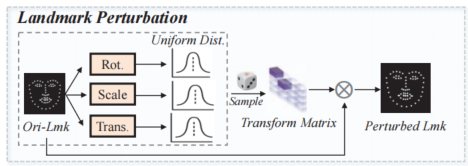 Landmark Perturbation
Uniform Dist.
Rot.
Scale
Trans.
Ori-Lmk
Sample
Transform Matrix
Perturbed Lmk